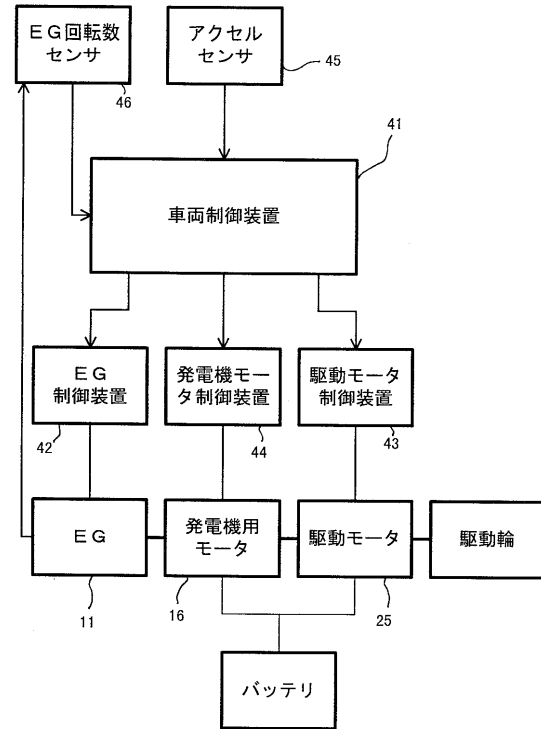 ＥＧ回転数
センサ
46
アクセル
センサ
45
41
車両制御装置
ＥＧ
制御装置
42
発電機モー
タ制御装置
44
駆動モータ
制御装置
43
ＥＧ
11
発電機用
モータ
16
駆動モータ
25
駆動輪
バッテリ